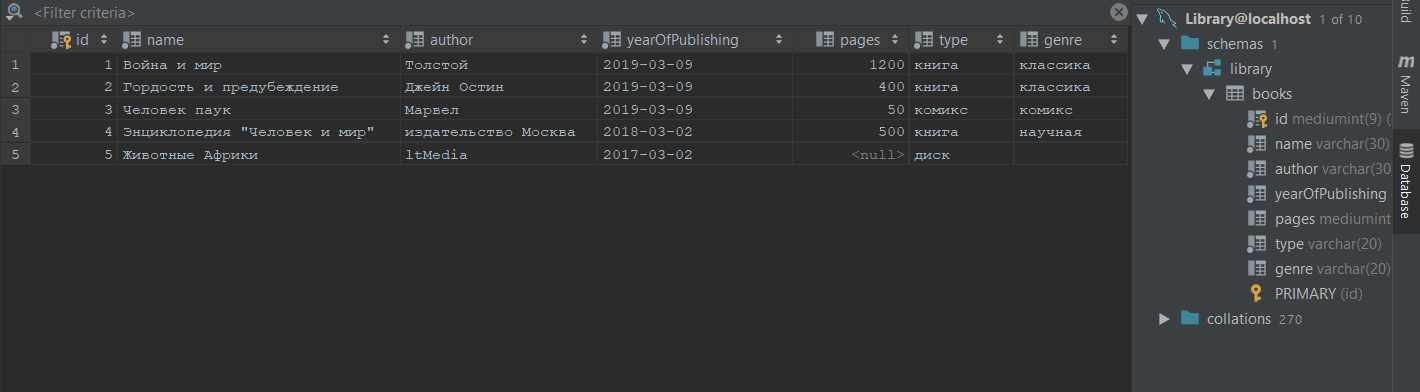 <Filter criteria>
id name author yearOfPublishing pages type genre
1 1 Война и мир Толстой 2019-03-09 1200 книга классика
2 2 Гордость и предубеждение Джейн Остин 2019-03-09 400 книга классика
3 3 Человек паук Марвел 2019-03-09 50 комикс комикс
4 4 Энциклопедия "Человек и мир" издательство Москва 2018-03-02 500 книга научная
5 5 Животные Африки ltMedia 2017-03-02 <null> диск
Library@localhost 1 of 10
schemas 1
library
books
id mediumint(9) (
name varchar(30)
author varchar(30
yearOfPublishing
pages mediumint
type varchar(20)
genre varchar(20)
PRIMARY (id)
collations 270
Build
m Maven
Database